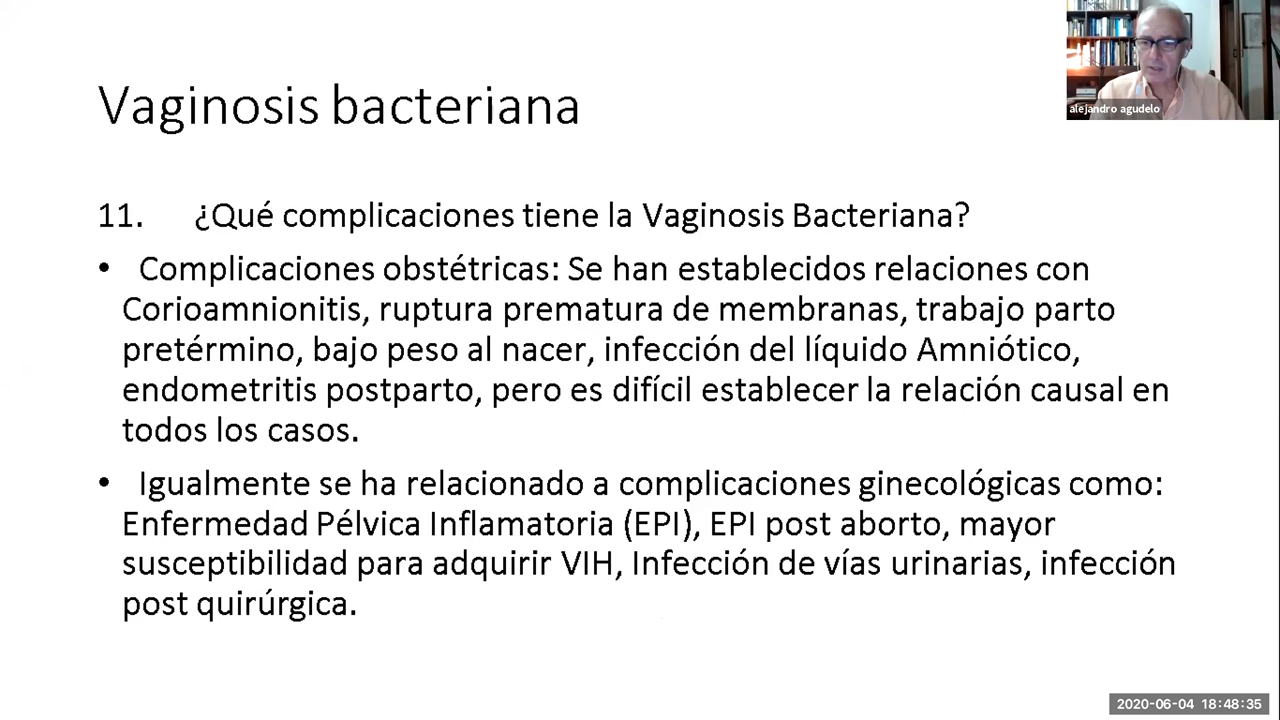 alejandro agudelo
Vaginosis bacteriana
11. ¿Qué complicaciones tiene la Vaginosis Bacteriana?
• Complicaciones obstétricas: Se han establecidos relaciones con
Corioamnionitis, ruptura prematura de membranas, trabajo parto
pretérmino, bajo peso al nacer, infección del líquido Amniótico,
endometritis postparto, pero es difícil establecer la relación causal en
todos los casos.
• Igualmente se ha relacionado a complicaciones ginecológicas como:
Enfermedad Pélvica Inflamatoria (EPI), EPI post aborto, mayor
susceptibilidad para adquirir VIH, Infección de vías urinarias, infección
post quirúrgica.
2020-06-04 18:48:35